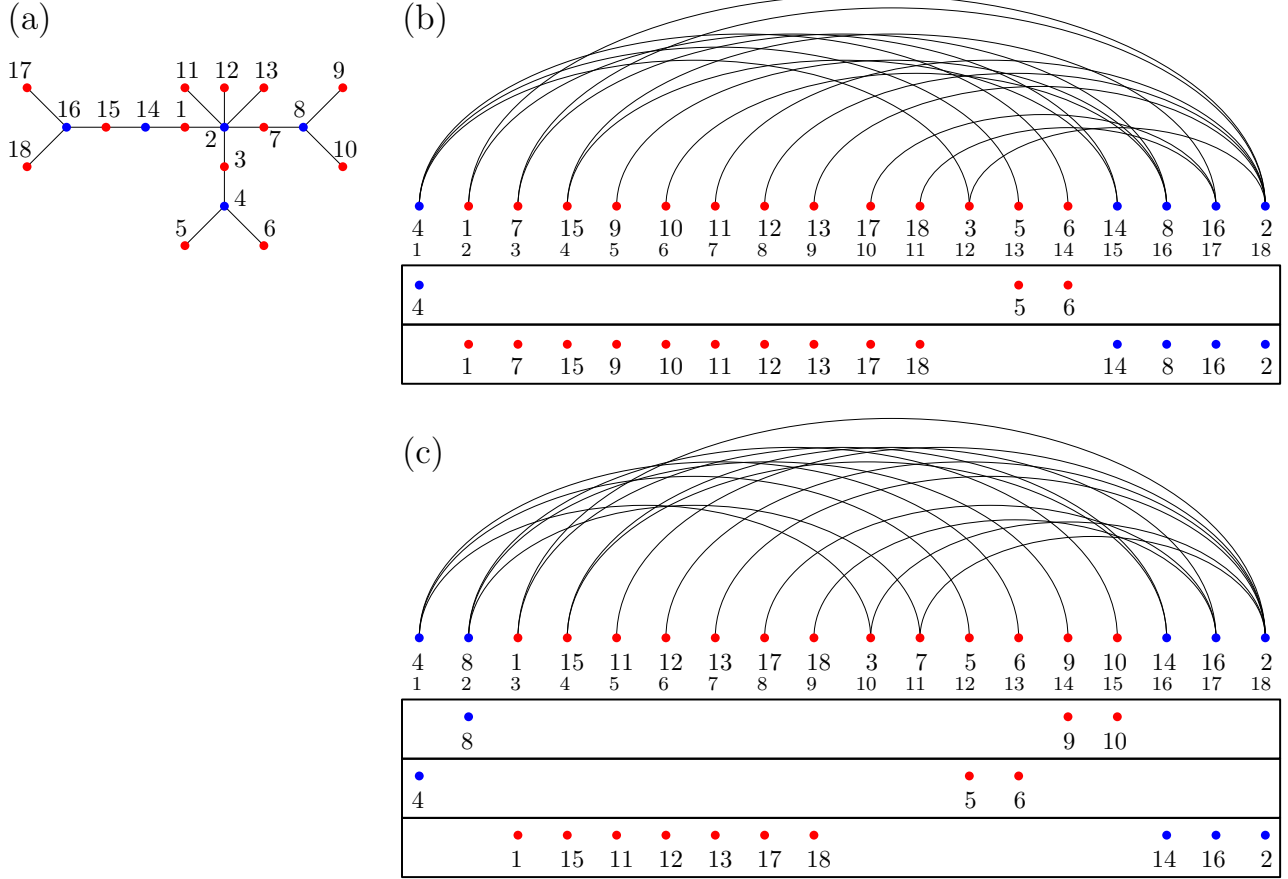 (a)
17
11 12 13 9
16 15 14 1 8
2 7
18 3 10
4
5 6
(b)
4 1 7 15 9 10 11 12 13 17 18 3 5 6 14 8 16 2
1 2 3 4 5 6 7 8 9 10 11 12 13 14 15 16 17 18
4 5 6
1 7 15 9 10 11 12 13 17 18 14 8 16 2
(c)
4 8 1 15 11 12 13 17 18 3 7 5 6 9 10 14 16 2
1 2 3 4 5 6 7 8 9 10 11 12 13 14 15 16 17 18
8 9 10
4 5 6
1 15 11 12 13 17 18 14 16 2